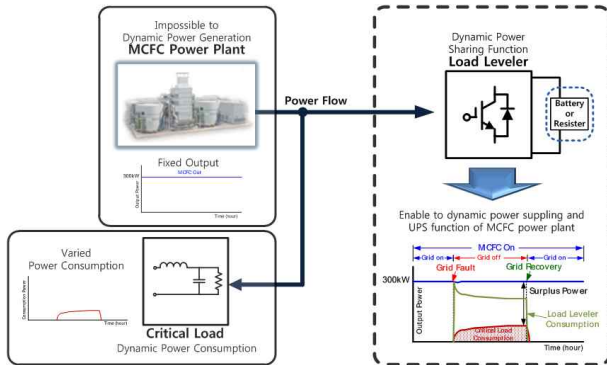 Impossible to
Dynamic Power Generation
MCFC Power Plant
Fixed Output
300kW
MCFC Out
Output Power
Time (hour)
Power Flow
Varied
Power Consumption
Consumption Power
Time (hour)
Critical Load
Dynamic Power Consumption
Dynamic Power
Sharing Function
Load Leveler
Battery
or
Resister
Enable to dynamic power suppling and
UPS function of MCFC power plant
MCFC On
Grid on
Grid off
Grid on
Grid Fault
Grid Recovery
300kW
Surplus Power
Output Power
Load Leveler
Consumption
Critical Load
Consumption
Time (hour)